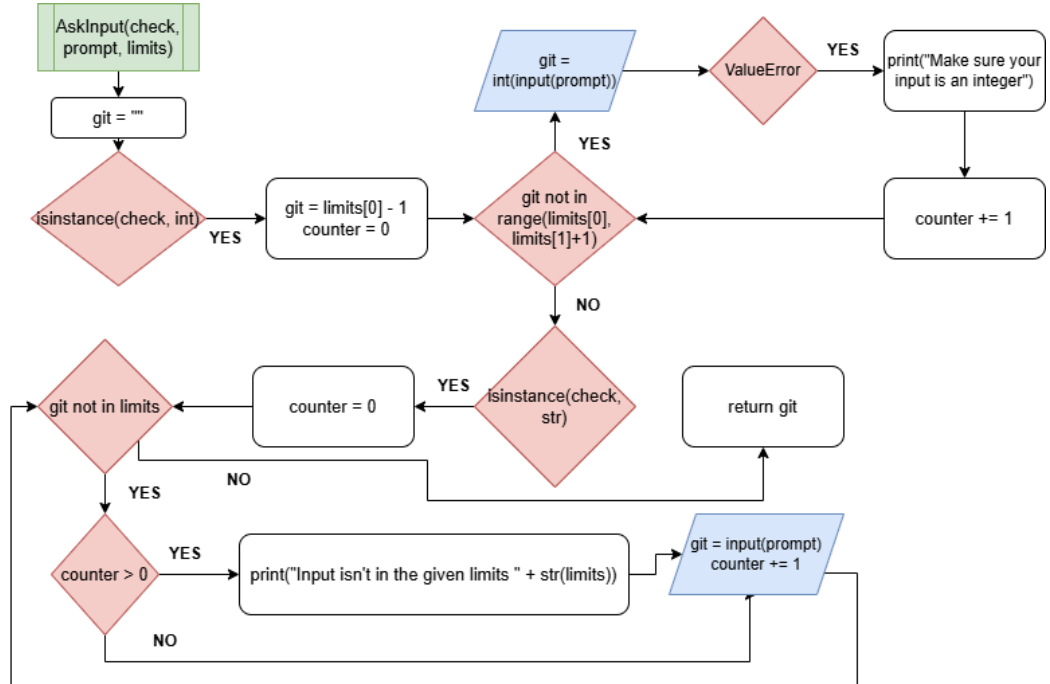 AskInput(check,
prompt, limits)
git = ""
isinstance(check, int)
YES
git = limits[0] - 1
counter = 0
git not in
range(limits[0],
limits[1]+1)
YES
git =
int(input(prompt))
ValueError
YES
print("Make sure your
input is an integer")
counter += 1
NO
isinstance(check,
str)
YES
counter = 0
git not in limits
NO
return git
YES
counter > 0
YES
print("Input isn't in the given limits " + str(limits))
git = input(prompt)
counter += 1
NO